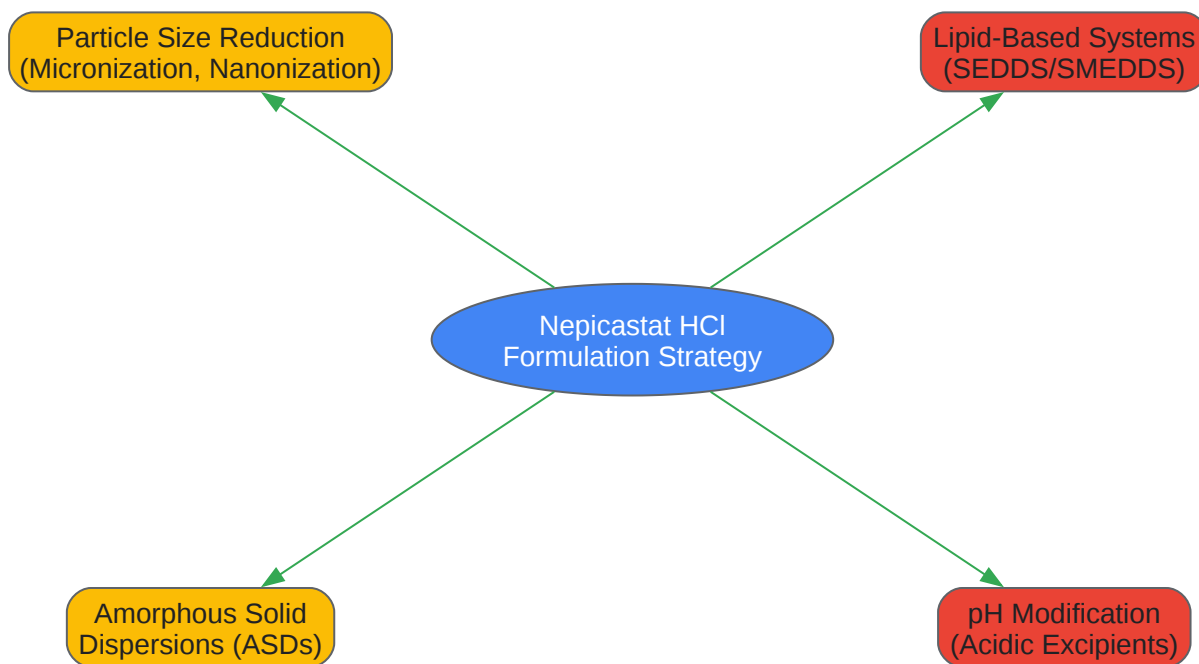 Particle Size Reduction
(Micronization, Nanonization)
Lipid-Based Systems
(SEDDS/SMEDDS)
Nepicastat HCl
Formulation Strategy
Amorphous Solid
Dispersions (ASDs)
pH Modification
(Acidic Excipients)